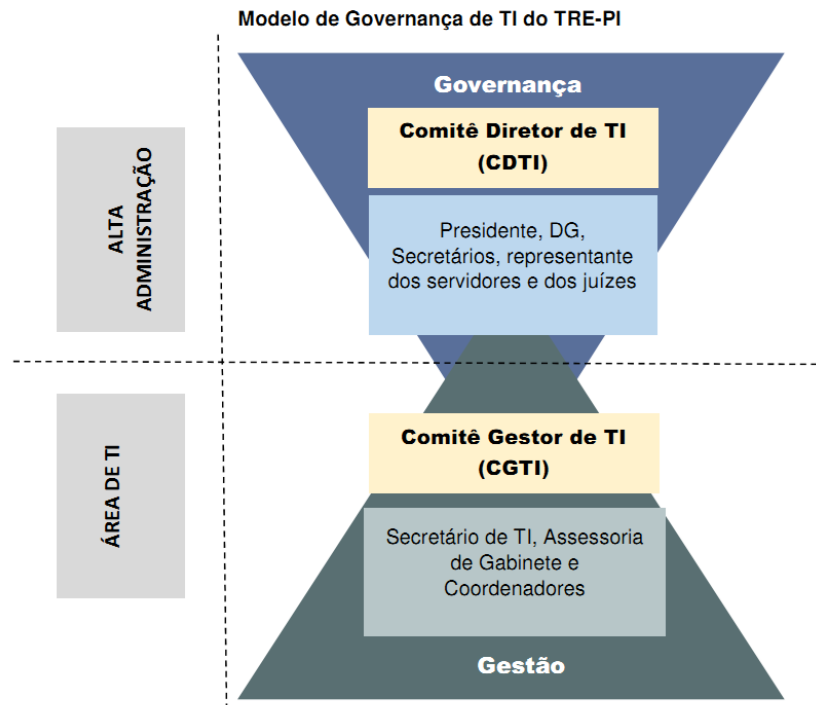 Modelo de Governança de TI do TRE-PI
Governança
Comitê Diretor de TI
(CDTI)
ALTA
ADMINISTRAÇÃO
Presidente, DG,
Secretários, representante
dos servidores e dos juízes
ÁREA DE TI
Comitê Gestor de TI
(CGTI)
Secretário de TI, Assessoria
de Gabinete e
Coordenadores
Gestão